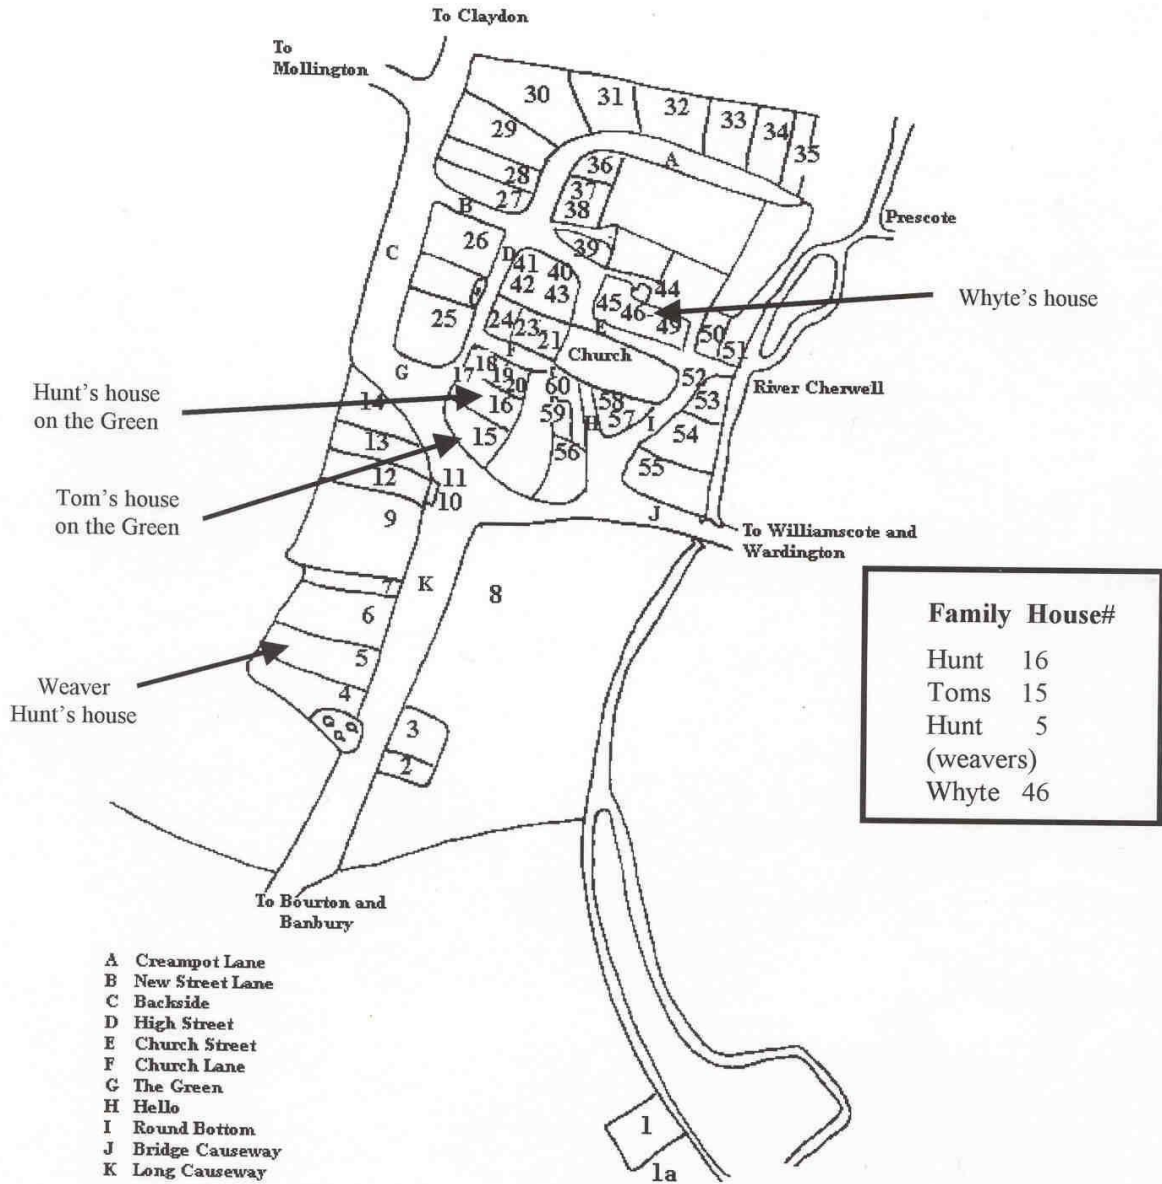 To Claydon
To
Mollington
30
31
32
33
34
35
29
28
27
A
36
37
38
B
Prescote
C
26
D
39
41
40
42
43
44
45
46
49
Whyte's house
25
24
23
21
E
50
51
F
Church
G
17
18
19
20
60
52
River Cherwell
Hunt's house
on the Green
14
16
58
53
59
H
57
I
13
15
54
56
12
11
55
10
Tom's house
on the Green
9
J
To Williamscote and
Wardington
7
K
8
6
5
4
Weaver
Hunt's house
3
2
Family House#
Hunt 16
Toms 15
Hunt 5
(weavers)
Whyte 46
To Bourton and
Banbury
A Creampot Lane
B New Street Lane
C Backside
D High Street
E Church Street
F Church Lane
G The Green
H Hello
I Round Bottom
J Bridge Causeway
K Long Causeway
1
1a